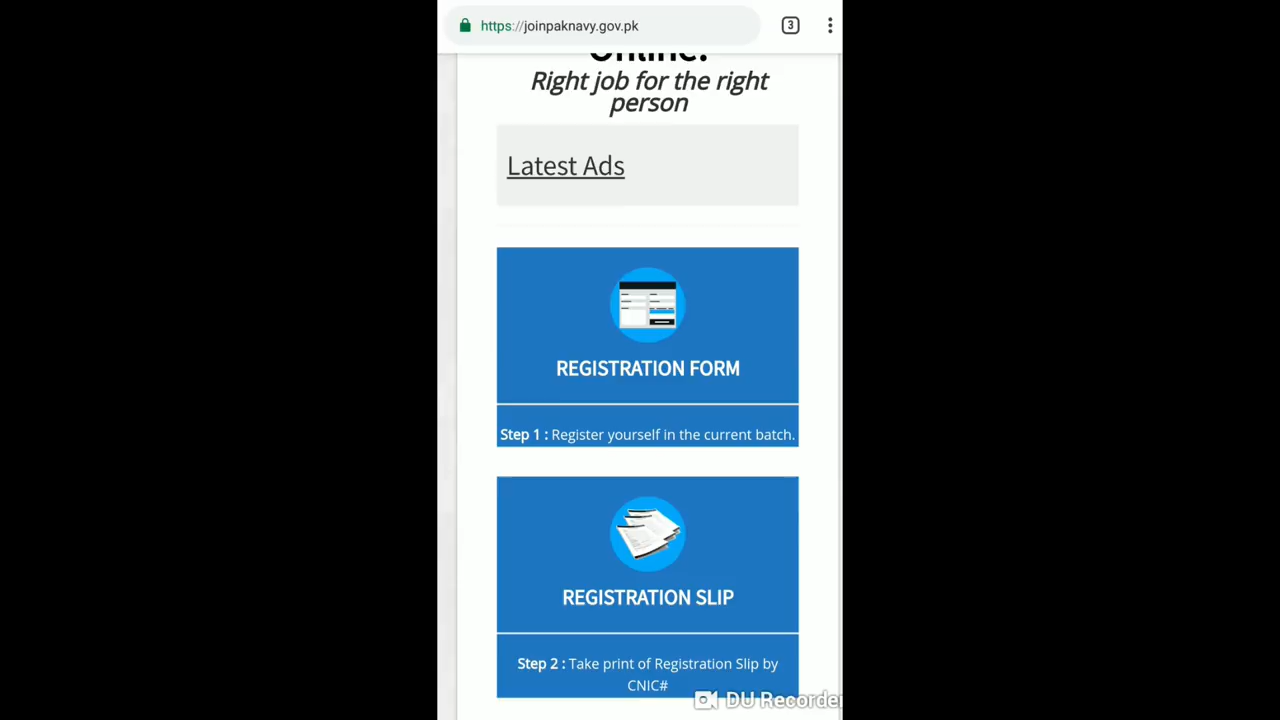 https://joinpaknavy.gov.pk
3
Online.
Right job for the right
person
Latest Ads
REGISTRATION FORM
Step 1 : Register yourself in the current batch.
REGISTRATION SLIP
Step 2 : Take print of Registration Slip by
CNIC#
DU Recorder